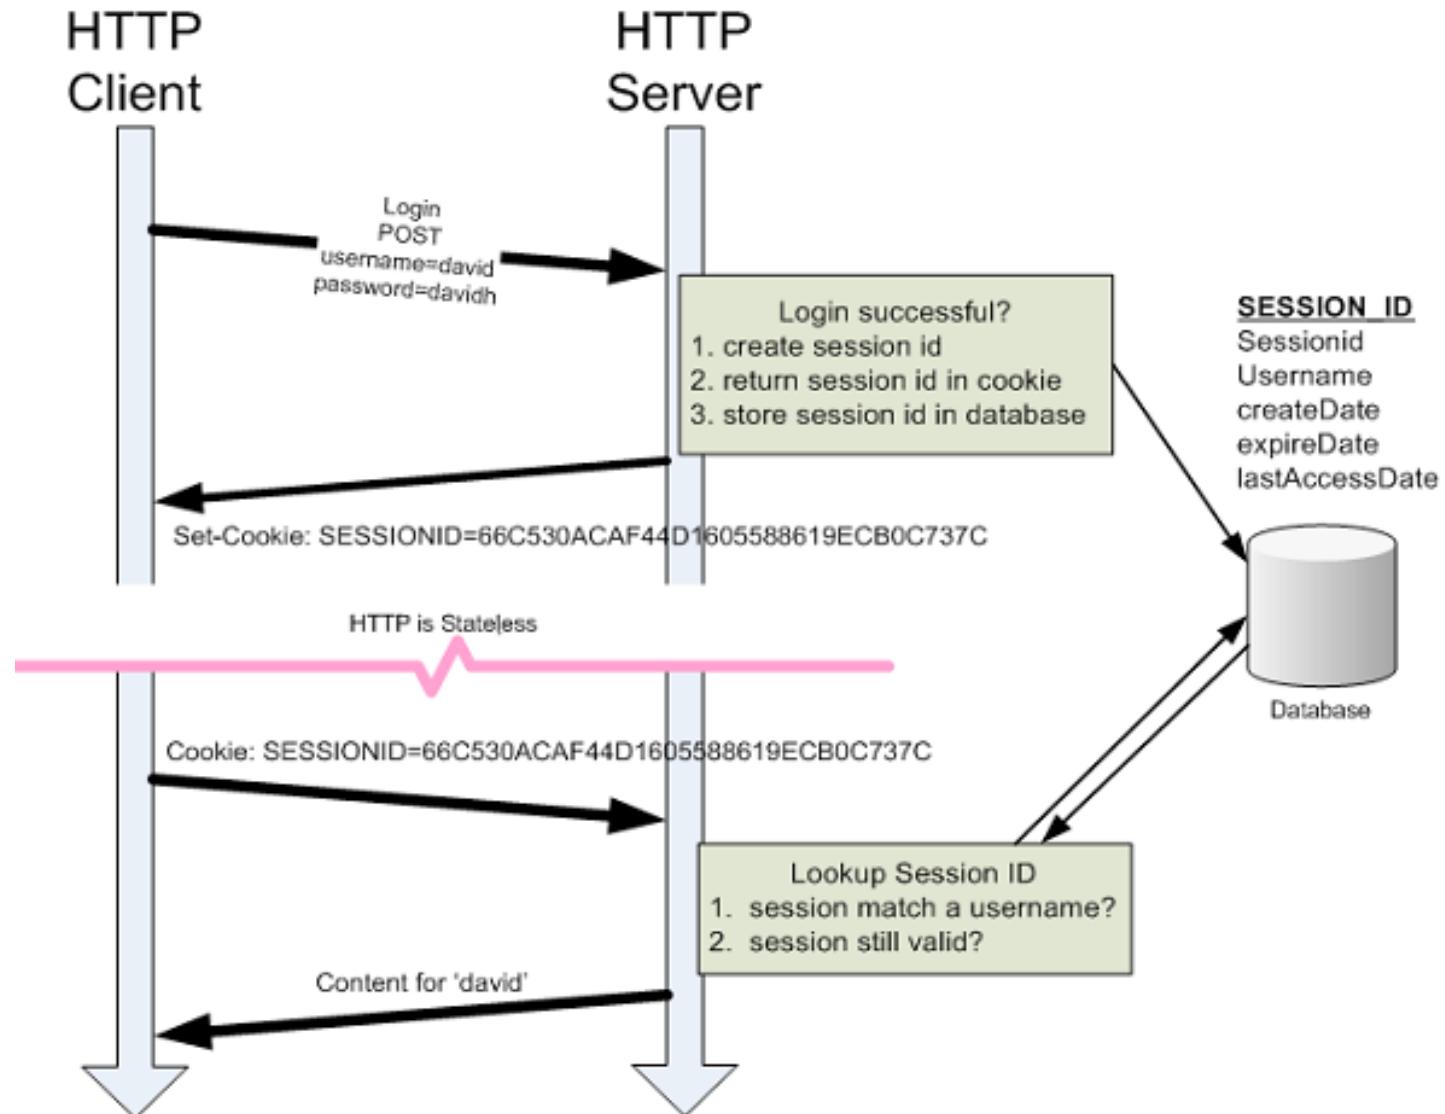 HTTP
Client
HTTP
Server
Login
POST
username=david
password=davidh
Login successful?
1. create session id
2. return session id in cookie
3. store session id in database
SESSION_ID
Sessionid
Username
createDate
expireDate
lastAccessDate
Set-Cookie: SESSIONID=66C530ACAF44D1605588619ECB0C737C
HTTP is Stateless
Database
Cookie: SESSIONID=66C530ACAF44D1605588619ECB0C737C
Lookup Session ID
1. session match a username?
2. session still valid?
Content for 'david'